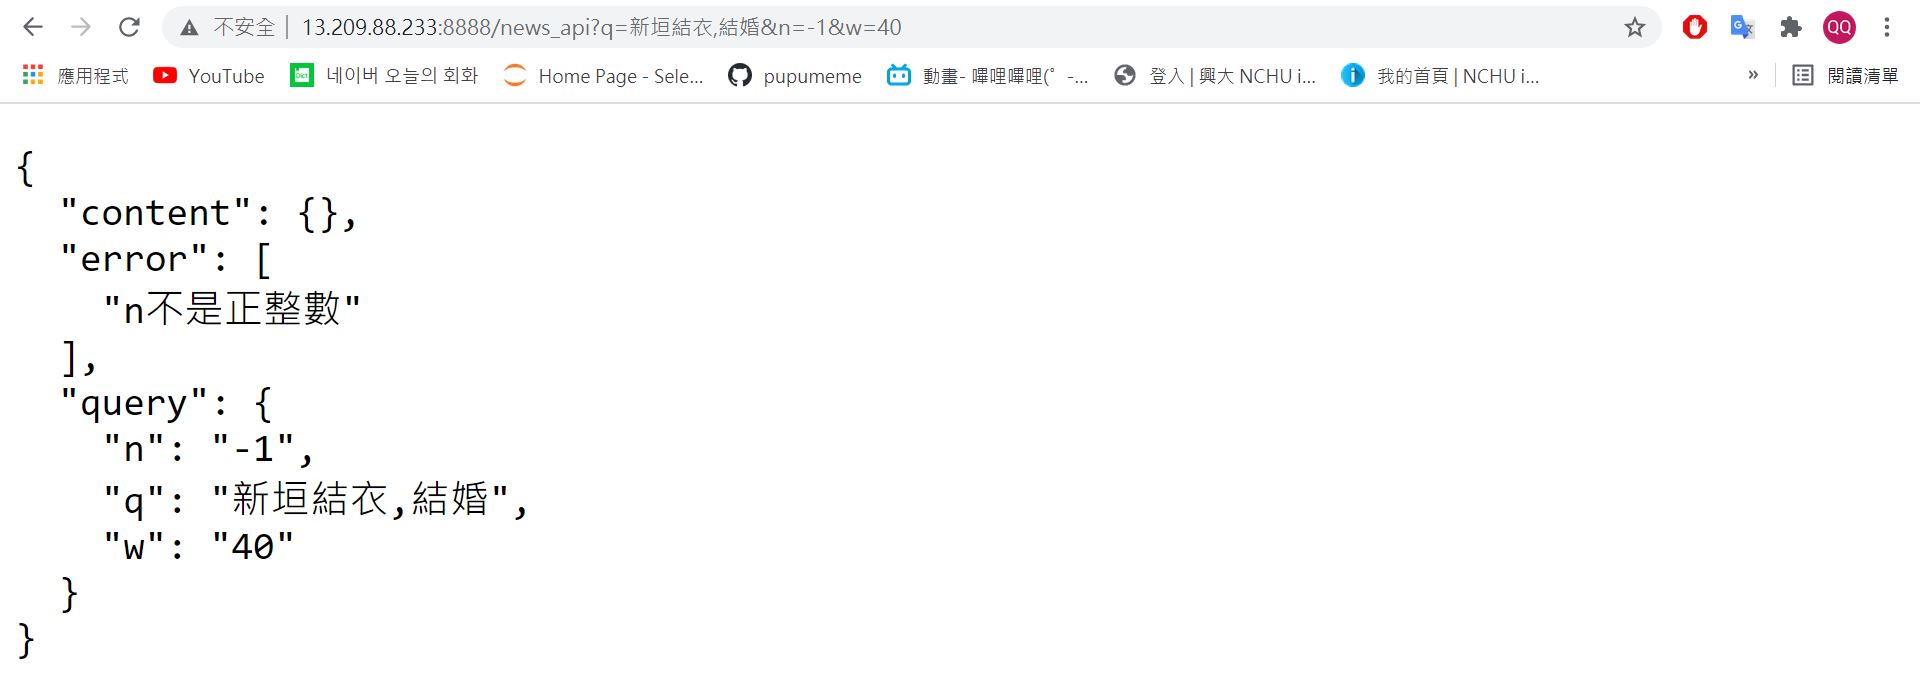 不安全 13.209.88.233:8888/news_api?q=新垣結衣,結婚&n=-1&w=40 QQ
應用程式 YouTube 네이버 오늘의 회화 Home Page - Sele... pupumeme 動畫- 嗶哩嗶哩(゜-... 登入 | 興大 NCHU i... 我的首頁 | NCHU i... » 閱讀清單
{
"content": {},
"error": [
"n不是正整數"
],
"query": {
"n": "-1",
"q": "新垣結衣,結婚",
"w": "40"
}
}